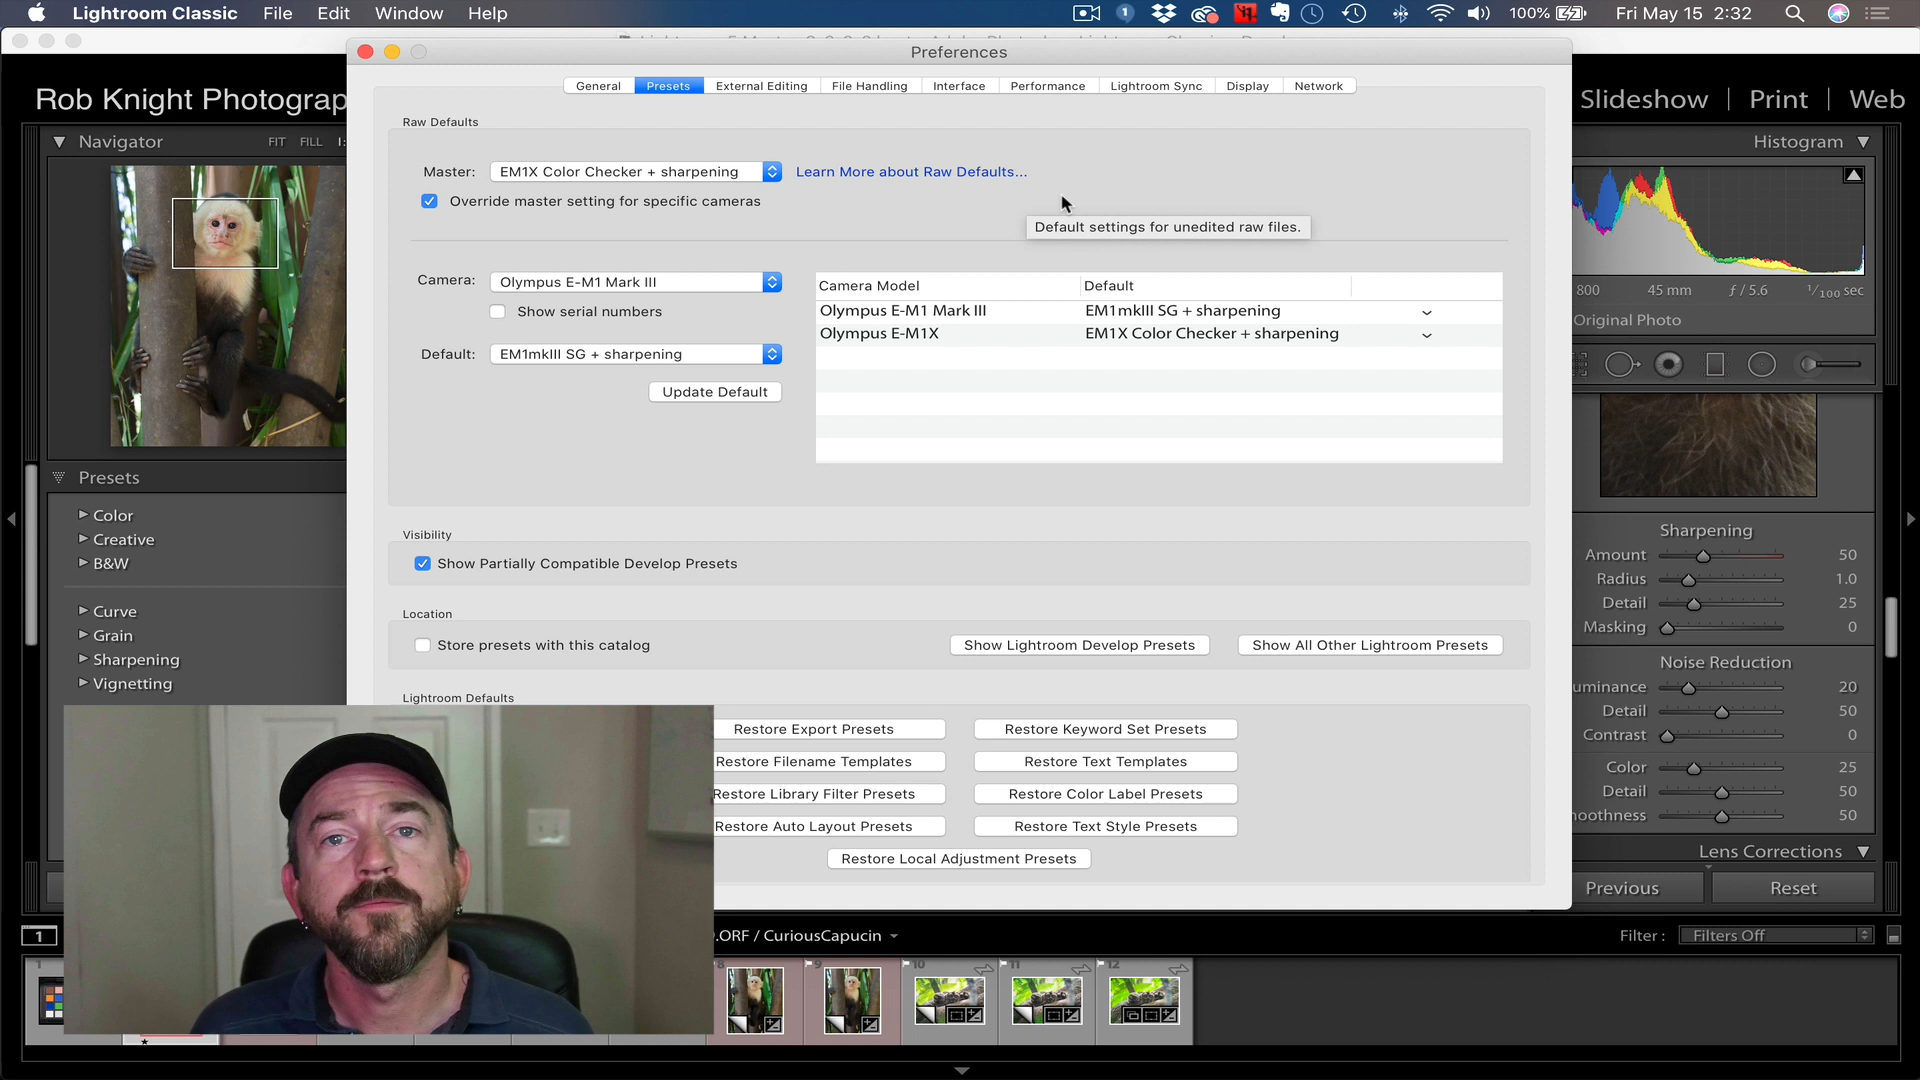 Lightroom Classic File Edit Window Help 100% Fri May 15 2:32
Preferences
General Presets External Editing File Handling Interface Performance Lightroom Sync Display Network
Rob Knight Photograp
Slideshow | Print | Web
Navigator FIT FILL
Histogram
800 45 mm ƒ / 5.6 1/100 sec
Original Photo
Raw Defaults
Master: EM1X Color Checker + sharpening Learn More about Raw Defaults...
Override master setting for specific cameras
Default settings for unedited raw files.
Camera: Olympus E-M1 Mark III
Show serial numbers
Default: EM1mkIII SG + sharpening
Update Default
Camera Model Default
Olympus E-M1 Mark III EM1mkIII SG + sharpening
Olympus E-M1X EM1X Color Checker + sharpening
Visibility
Show Partially Compatible Develop Presets
Location
Store presets with this catalog Show Lightroom Develop Presets Show All Other Lightroom Presets
Lightroom Defaults
Restore Export Presets Restore Keyword Set Presets
Restore Filename Templates Restore Text Templates
Restore Library Filter Presets Restore Color Label Presets
Restore Auto Layout Presets Restore Text Style Presets
Restore Local Adjustment Presets
Presets
Color
Creative
B&W
Curve
Grain
Sharpening
Vignetting
Sharpening
Amount 50
Radius 1.0
Detail 25
Masking 0
Noise Reduction
uminance 20
Detail 50
Contrast 0
Color 25
Detail 50
noothness 50
Lens Corrections
Previous Reset
1
.ORF / CuriousCapucin
Filter : Filters Off
1 8 9 10 11 12